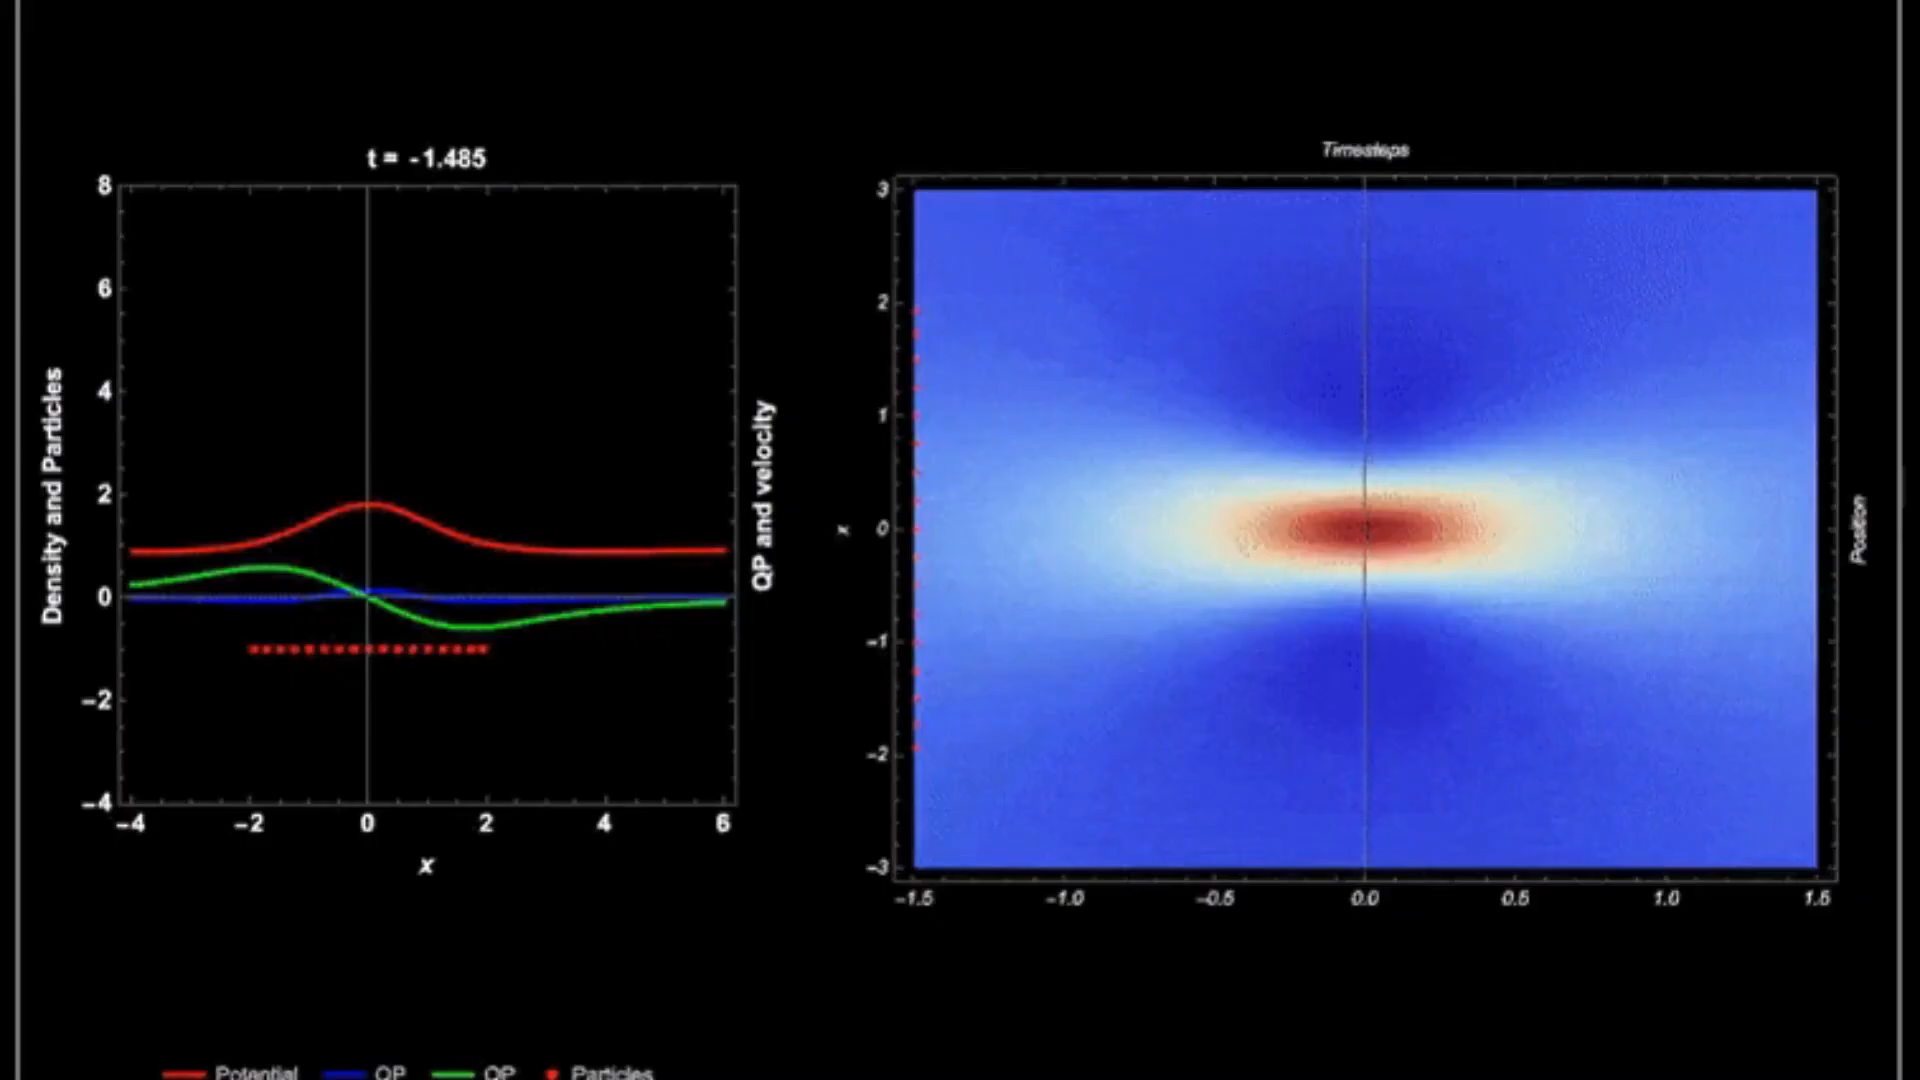 t = -1.485
8
6
4
2
0
−2
−4
−4 −2 0 2 4 6
x
Density and Particles
QP and velocity
Potential QP QP Particles
Timesteps
3
2
1
0
−1
−2
−3
x
Position
−1.5 −1.0 −0.5 0.0 0.5 1.0 1.5